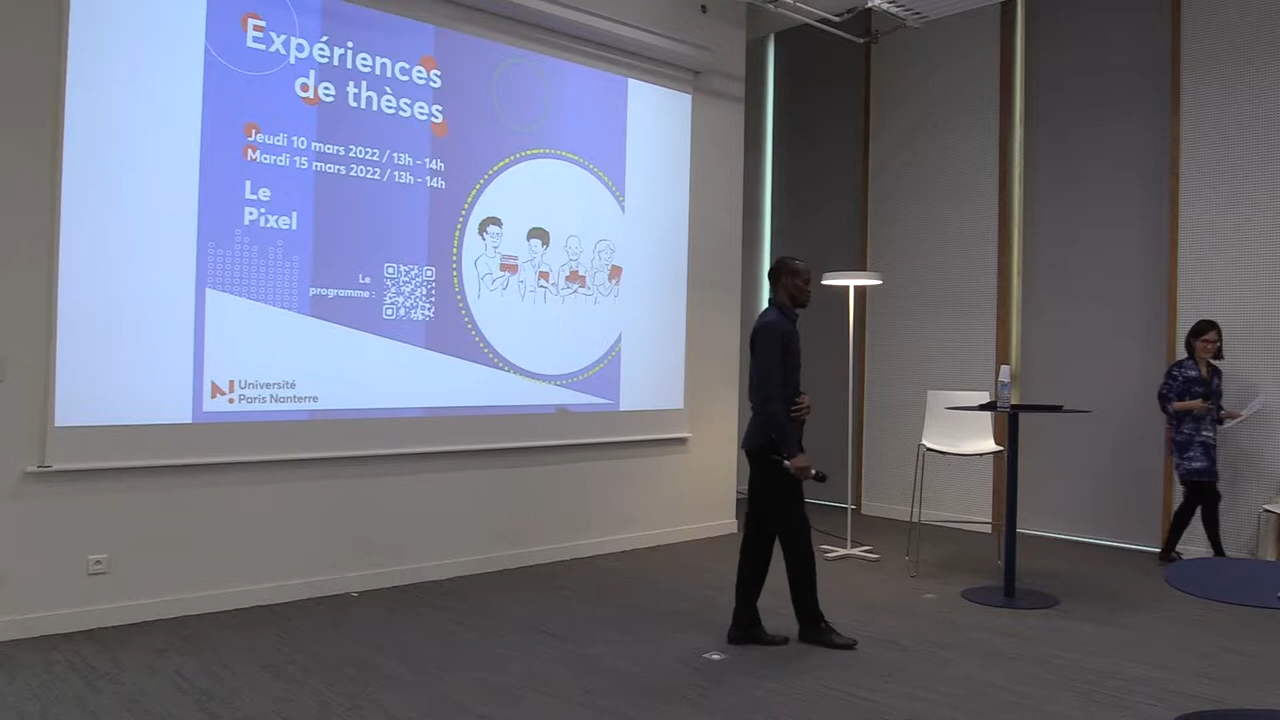 Expériences
de thèses
Jeudi 10 mars 2022 / 13h - 14h
Mardi 15 mars 2022 / 13h - 14h
Le
Pixel
Le
programme :
Université
Paris Nanterre